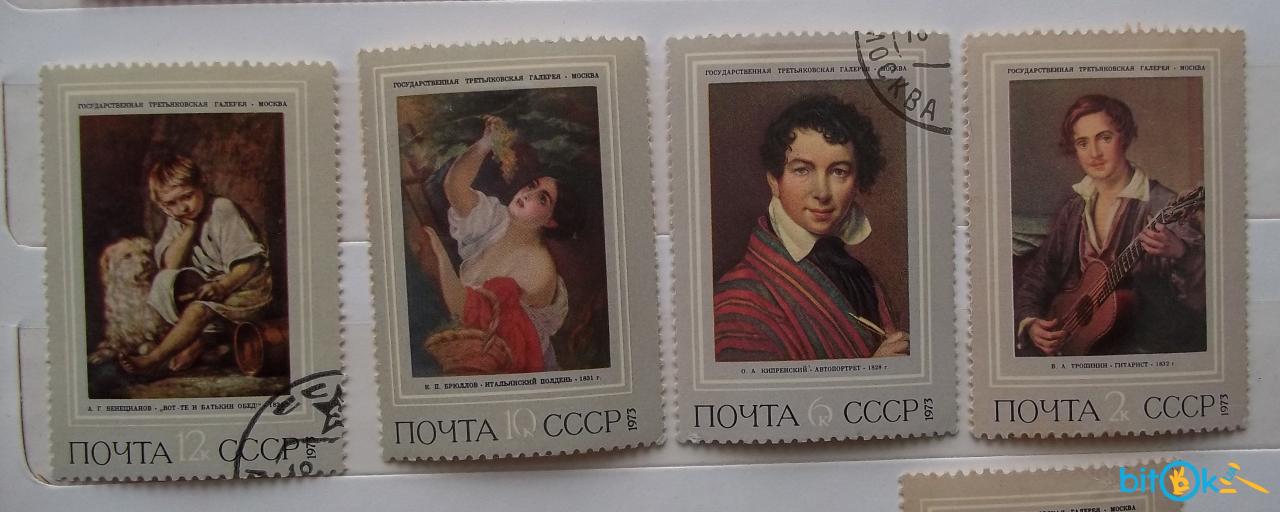 ГОСУДАРСТВЕННАЯ ТРЕТЬЯКОВСКАЯ ГАЛЕРЕЯ • МОСКВА
А. Г. ВЕНЕЦИАНОВ • „ВОТ-ТЕ И БАТЬКИН ОБЕД!“
ПОЧТА 12к СССР 1973
ГОСУДАРСТВЕННАЯ ТРЕТЬЯКОВСКАЯ ГАЛЕРЕЯ • МОСКВА
К. П. БРЮЛЛОВ • ИТАЛЬЯНСКИЙ ПОЛДЕНЬ • 1831 г.
ПОЧТА 10к СССР 1973
МОСКВА
ГОСУДАРСТВЕННАЯ ТРЕТЬЯКОВСКАЯ ГАЛЕРЕЯ • МОСКВА
О. А. КИПРЕНСКИЙ • АВТОПОРТРЕТ • 1828 г.
ПОЧТА 6к СССР 1973
ГОСУДАРСТВЕННАЯ ТРЕТЬЯКОВСКАЯ ГАЛЕРЕЯ • МОСКВА
В. А. ТРОПИНИН • ГИТАРИСТ • 1832 г.
ПОЧТА 2к СССР 1973
ГАЛЕРЕЯ • МОСКВА
bitOk